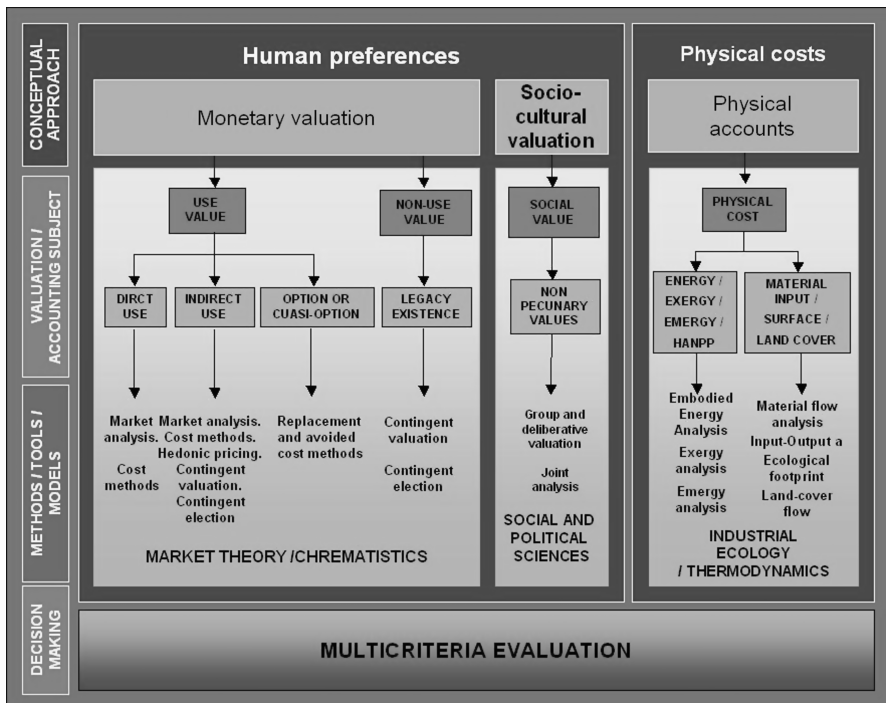 CONCEPTUAL
APPROACH
Human preferences
Physical costs
Monetary valuation
Socio-
cultural
valuation
Physical
accounts
VALUATION /
ACCOUNTING SUBJECT
USE
VALUE
NON-USE
VALUE
SOCIAL
VALUE
PHYSICAL
COST
DIRCT
USE
INDIRECT
USE
OPTION OR
CUASI-OPTION
LEGACY
EXISTENCE
NON
PECUNARY
VALUES
ENERGY /
EXERGY /
EMERGY /
HANPP
MATERIAL
INPUT /
SURFACE /
LAND COVER
METHODS / TOOLS /
MODELS
Market
analysis.
Cost
methods
Market analysis.
Cost methods.
Hedonic pricing.
Contingent
valuation.
Contingent
election
Replacement
and avoided
cost methods
Contingent
valuation
Contingent
election
MARKET THEORY /CHREMATISTICS
Group and
deliberative
valuation
Joint
analysis
SOCIAL AND
POLITICAL
SCIENCES
Embodied
Energy
Analysis
Exergy
analysis
Emergy
analysis
Material flow
analysis
Input-Output a
Ecological
footprint
Land-cover
flow
INDUSTRIAL
ECOLOGY
/ THERMODYNAMICS
DECISION
MAKING
MULTICRITERIA EVALUATION